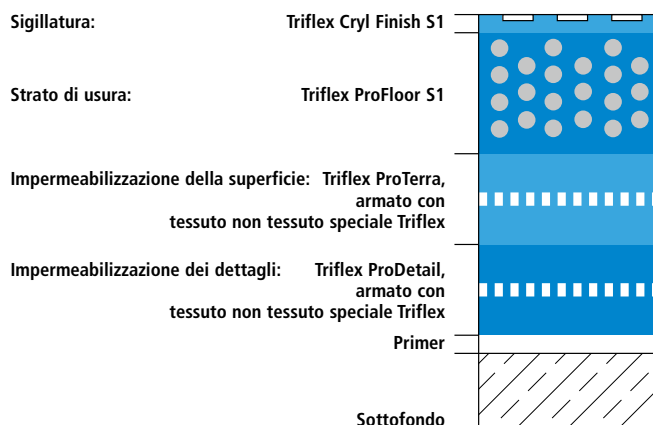 Sigillatura: Triflex Cryl Finish S1
Strato di usura: Triflex ProFloor S1
Impermeabilizzazione della superficie: Triflex ProTerra,
armato con
tessuto non tessuto speciale Triflex
Impermeabilizzazione dei dettagli: Triflex ProDetail,
armato con
tessuto non tessuto speciale Triflex
Primer
Sottofondo